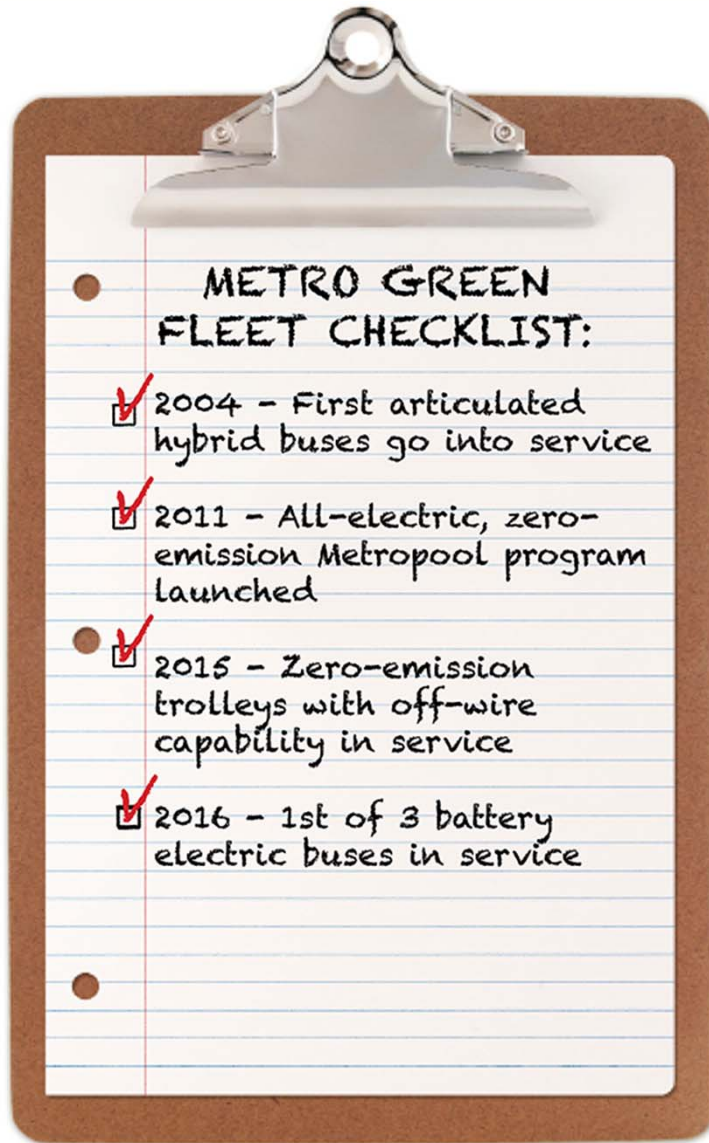 METRO GREEN
FLEET CHECKLIST:
2004 - First articulated
hybrid buses go into service
2011 - All-electric, zero-
emission Metropool program
launched
2015 - Zero-emission
trolleys with off-wire
capability in service
2016 - 1st of 3 battery
electric buses in service